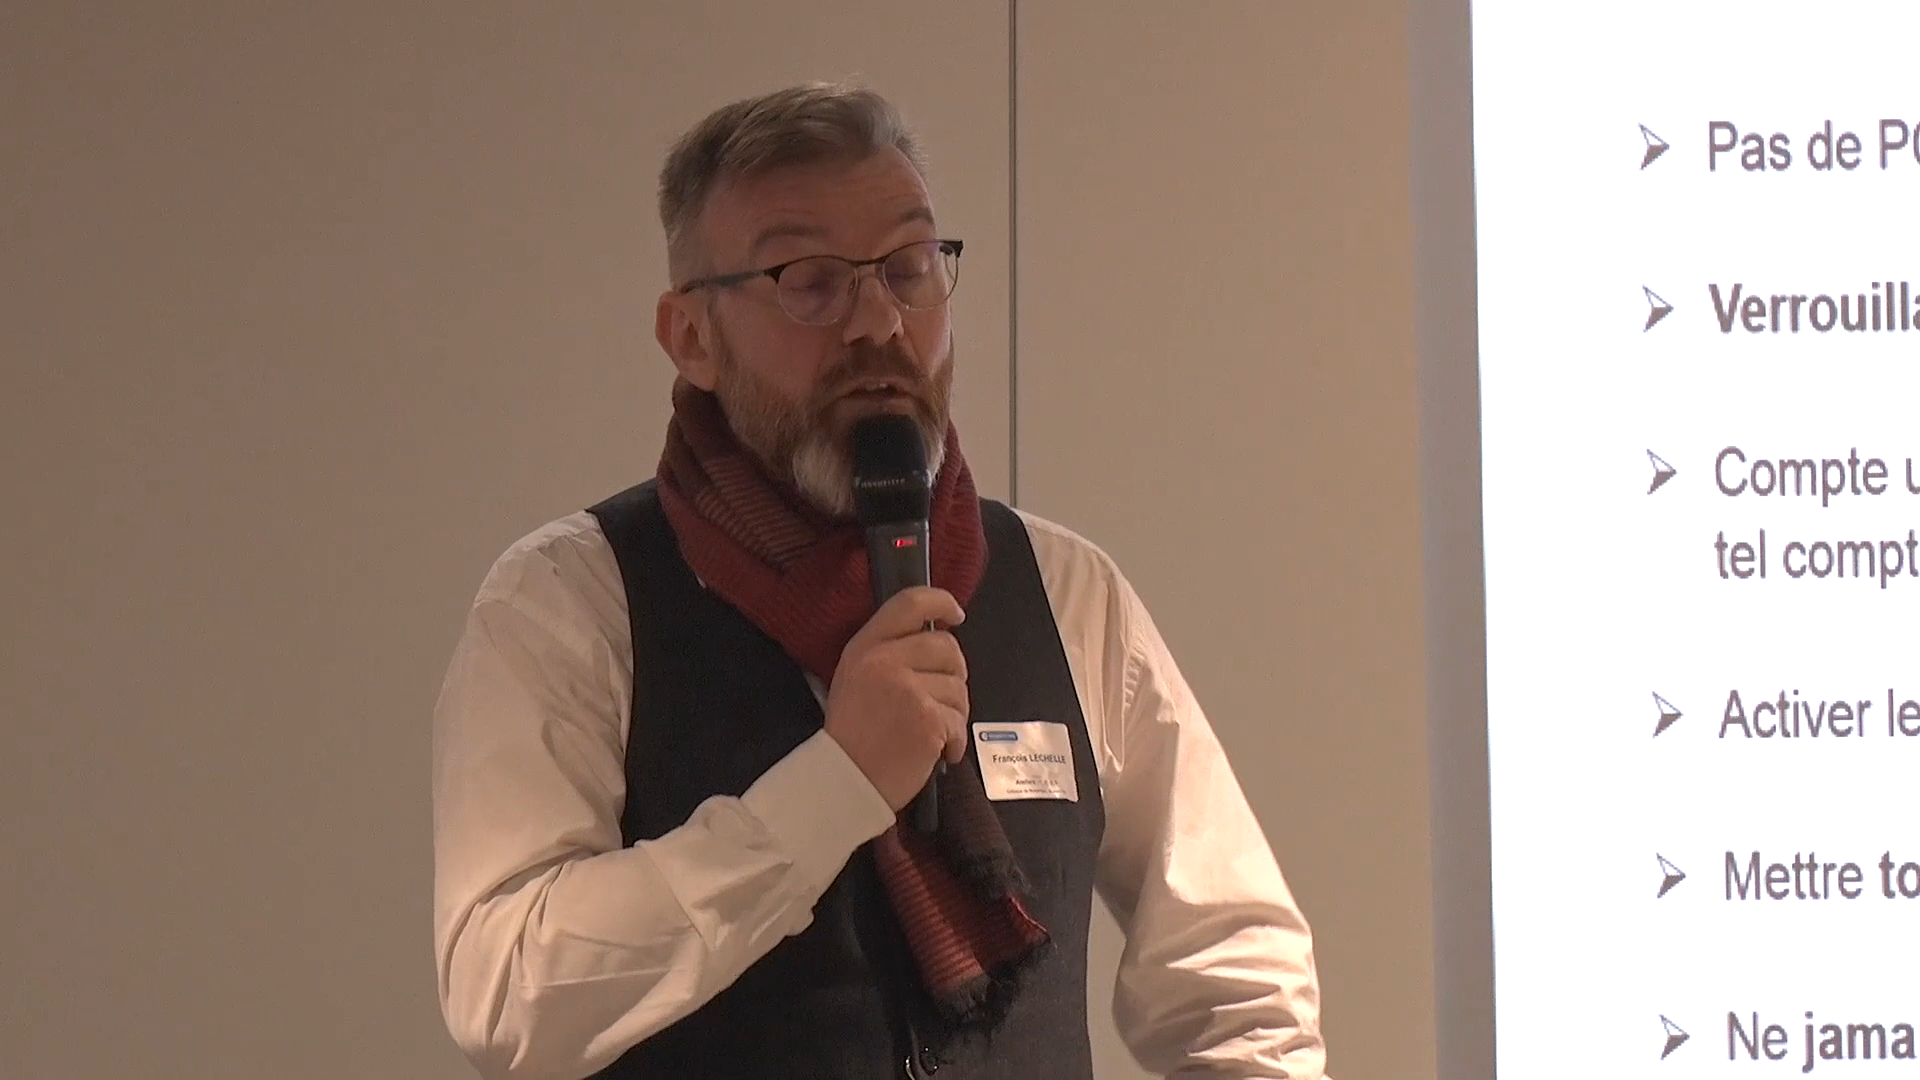 François LECHELLE
Pas de
Verrouilla
Compte u
tel compt
Activer le
Mettre to
Ne jama